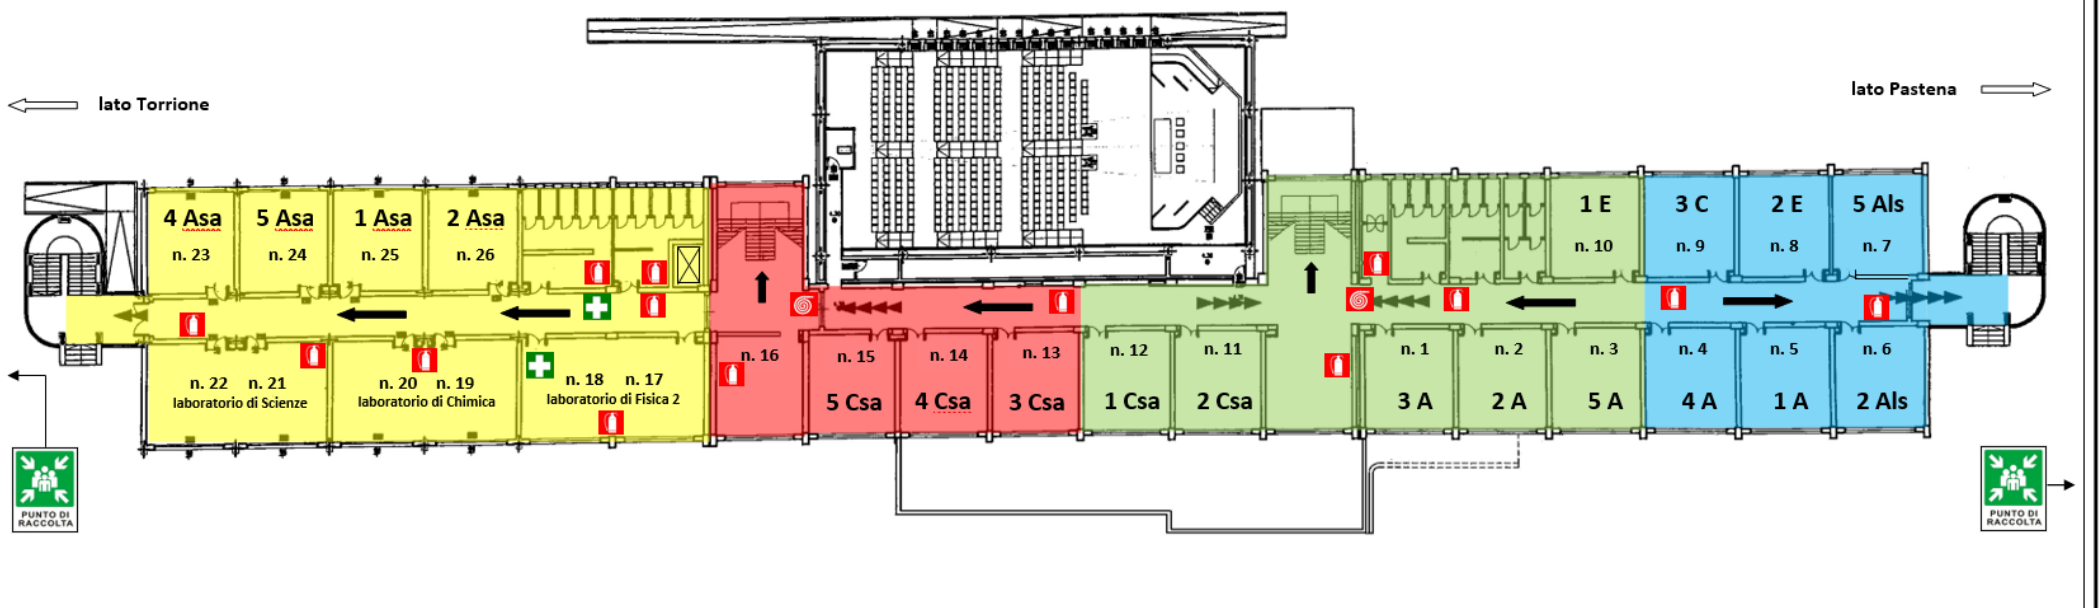 lato Torrione
lato Pastena
4 Asa
n. 23
5 Asa
n. 24
1 Asa
n. 25
2 Asa
n. 26
1 E
n. 10
3 C
n. 9
2 E
n. 8
5 Als
n. 7
n. 22 n. 21
laboratorio di Scienze
n. 20 n. 19
laboratorio di Chimica
n. 18 n. 17
laboratorio di Fisica 2
n. 16
n. 15
5 Csa
n. 14
4 Csa
n. 13
3 Csa
n. 12
1 Csa
n. 11
2 Csa
n. 1
3 A
n. 2
2 A
n. 3
5 A
n. 4
4 A
n. 5
1 A
n. 6
2 Als
PUNTO DI
RACCOLTA
PUNTO DI
RACCOLTA